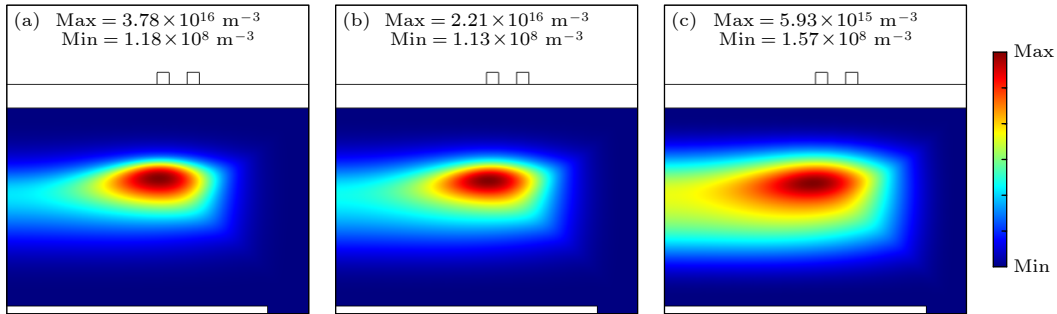 (a) Max = 3.78×10¹⁶ m⁻³
Min = 1.18×10⁸ m⁻³
(b) Max = 2.21×10¹⁶ m⁻³
Min = 1.13×10⁸ m⁻³
(c) Max = 5.93×10¹⁵ m⁻³
Min = 1.57×10⁸ m⁻³
Max
Min